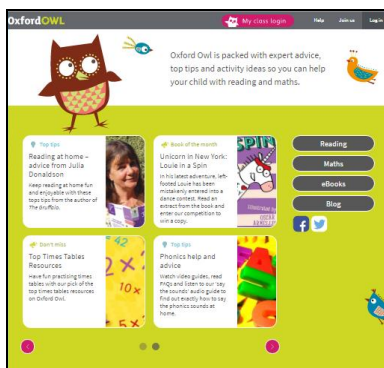 OxfordOWL
My class login
Help
Join us
Log in
Oxford Owl is packed with expert advice,
top tips and activity ideas so you can help
your child with reading and maths.
Top tips
Reading at home –
advice from Julia
Donaldson
Keep reading at home fun
and enjoyable with these
tops tips from the author of
The Gruffalo.
Book of the month
Unicorn in New York:
Louie in a Spin
In his latest adventure, left-
footed Louie has been
mistakenly entered into a
dance contest. Read an
extract from the book and
enter our competition to
win a copy.
SPIN
Reading
Maths
eBooks
Blog
Don't miss
Top Times Tables
Resources
Have fun practising times
tables with our pick of the
top times tables resources
on Oxford Owl.
42
2 ×
10 ×
5 ×
Top tips
Phonics help and
advice
Watch video guides, read
FAQs and listen to our 'say
the sounds' audio guide to
find out exactly how to say
the phonics sounds at
home.